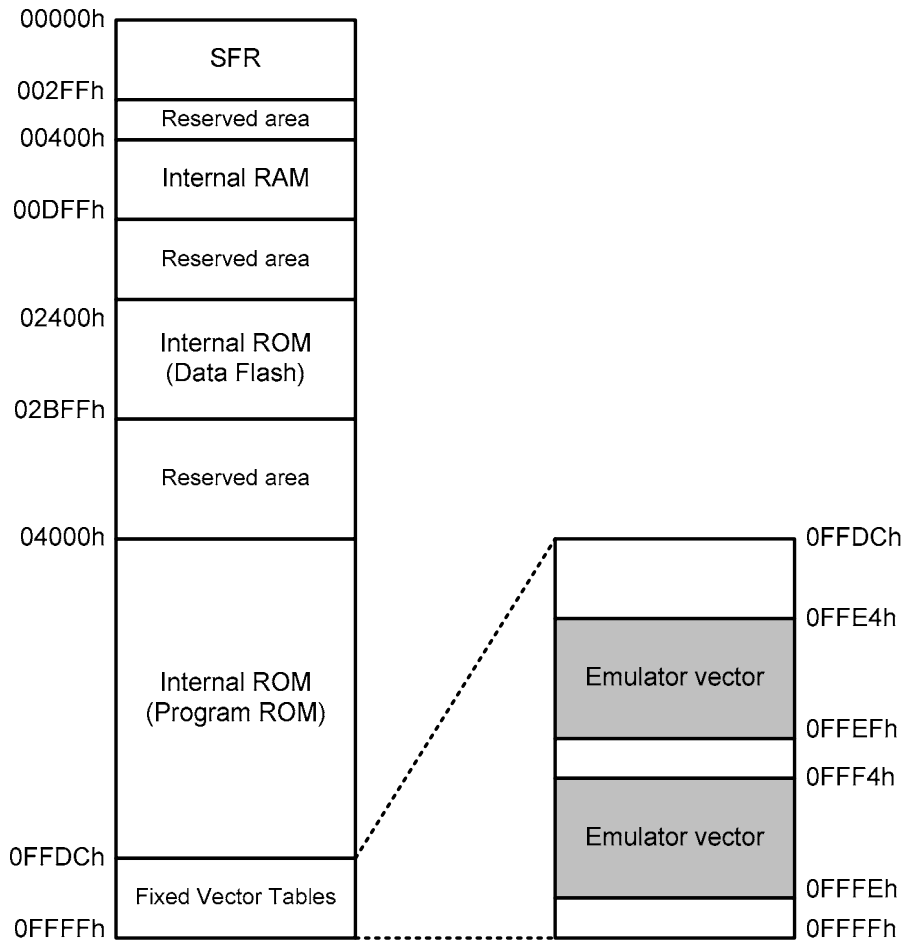 00000h
SFR
002FFh
Reserved area
00400h
Internal RAM
00DFFh
Reserved area
02400h
Internal ROM
(Data Flash)
02BFFh
Reserved area
04000h
Internal ROM
(Program ROM)
0FFDCh
Fixed Vector Tables
0FFFFh
0FFDCh
0FFE4h
Emulator vector
0FFEFh
0FFF4h
Emulator vector
0FFFEh
0FFFFh